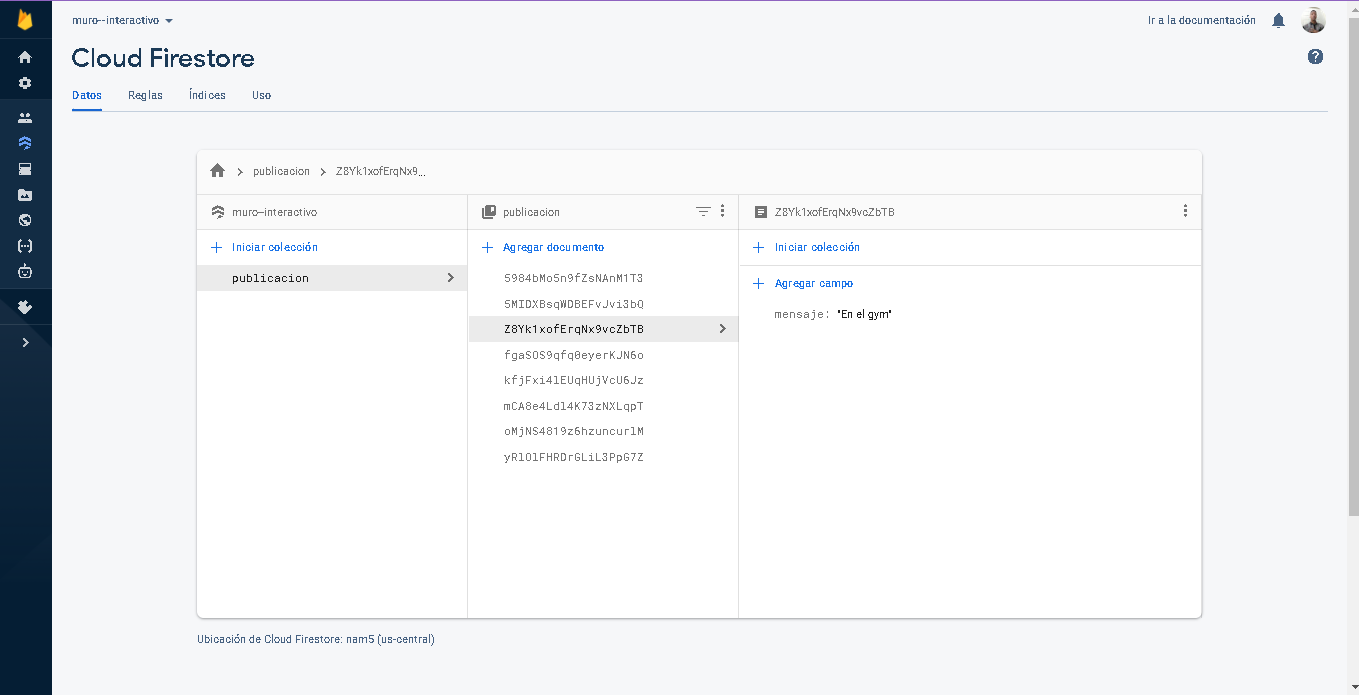 muro--interactivo
Ir a la documentación
Cloud Firestore
Datos Reglas Índices Uso
publicacion Z8Yk1xofErqNx9...
muro--interactivo
Iniciar colección
publicacion
publicacion
Agregar documento
5984bMo5n9fZsNAnM1T3
5MIDXBsqWDBEFvJvi3bQ
Z8Yk1xofErqNx9vcZbTB
fgaSOS9qfq0eyerKJN6o
kfjFxi4lEUqHUjVcU6Jz
mCA8e4Ldl4K73zNXLqpT
oMjNS4819z6hzuncurlM
yRlOlFHRDrGLiL3PpG7Z
Z8Yk1xofErqNx9vcZbTB
Iniciar colección
Agregar campo
mensaje: "En el gym"
Ubicación de Cloud Firestore: nam5 (us-central)